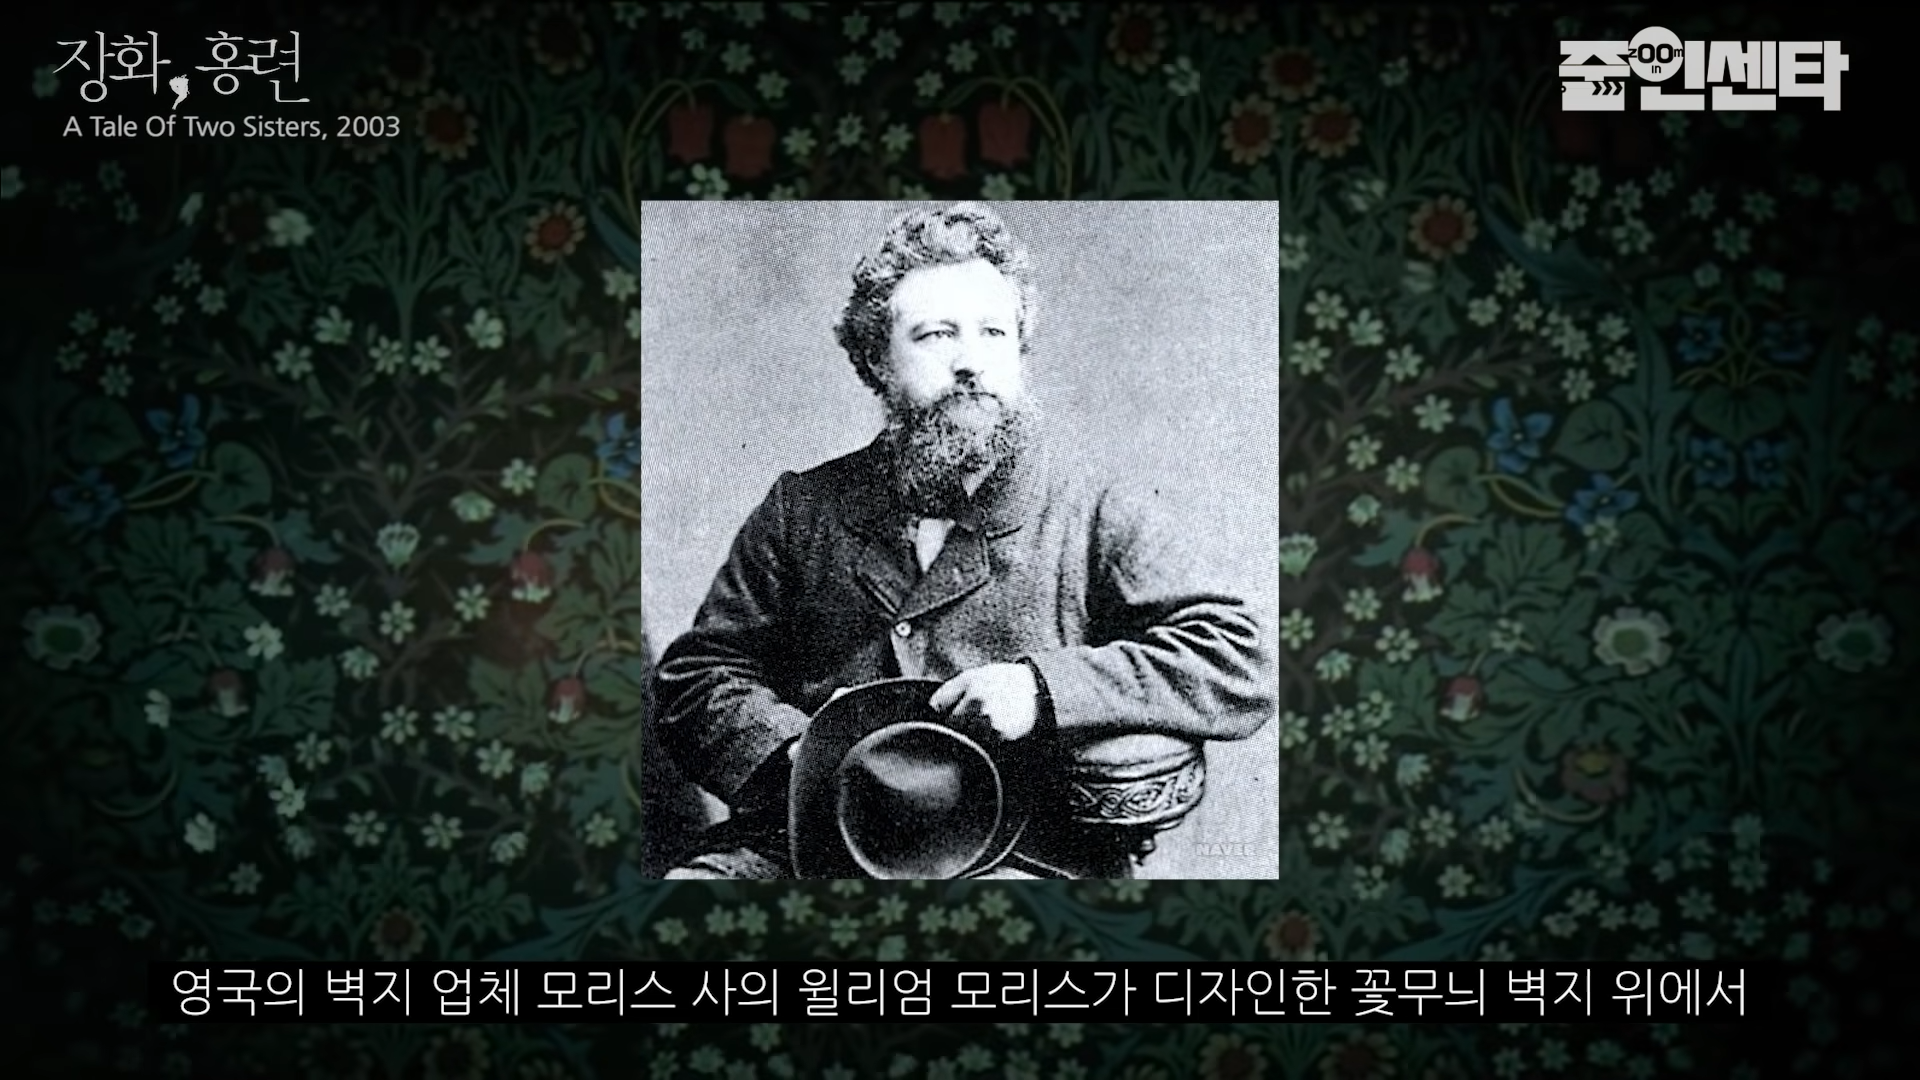 장화, 홍련
A Tale Of Two Sisters, 2003
줌인센타
zoom
in
NAVER
영국의 벽지 업체 모리스 사의 윌리엄 모리스가 디자인한 꽃무늬 벽지 위에서